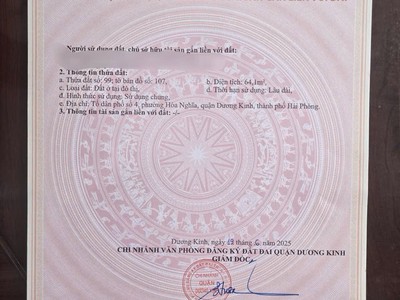 Người sử dụng đất, chủ sở hữu tài sản gắn liền với đất:
2. Thông tin thửa đất:
a. Thửa đất số: 99; tờ bản đồ số: 107, b. Diện tích: 64,1m².
c. Loại đất: Đất ở tại đô thị, d. Thời hạn sử dụng: Lâu dài,
đ. Hình thức sử dụng: Sử dụng chung,
e. Địa chỉ: Tổ dân phố số 4, phường Hòa Nghĩa, quận Dương Kinh, thành phố Hải Phòng.
3. Thông tin tài sản gắn liền với đất: -/-
Dương Kinh, ngày tháng 6 năm 2025
CHI NHÁNH VĂN PHÒNG ĐĂNG KÝ ĐẤT ĐAI QUẬN DƯƠNG KINH
GIÁM ĐỐC
CHI NHÁNH
QUẬN